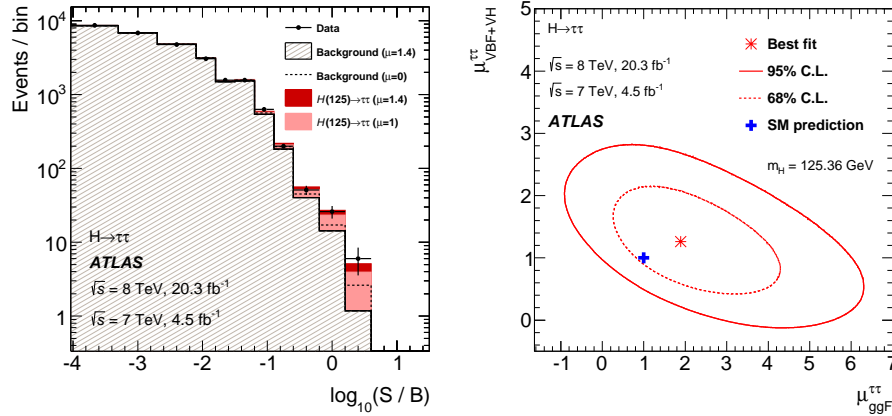 Events / bin
10⁴
10³
10²
10
1
-4 -3 -2 -1 0 1
log₁₀(S / B)
Data
Background (μ=1.4)
Background (μ=0)
H(125)→ττ (μ=1.4)
H(125)→ττ (μ=1)
H→ττ
ATLAS
√s = 8 TeV, 20.3 fb⁻¹
√s = 7 TeV, 4.5 fb⁻¹
μ^ττ_VBF+VH
5
4
3
2
1
0
-1 0 1 2 3 4 5 6 7
μ^ττ_ggF
H→ττ
√s = 8 TeV, 20.3 fb⁻¹
√s = 7 TeV, 4.5 fb⁻¹
ATLAS
Best fit
95% C.L.
68% C.L.
SM prediction
m_H = 125.36 GeV